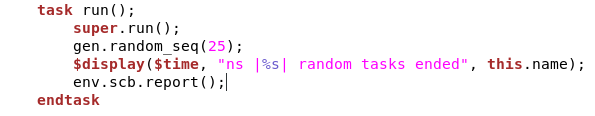 task run();
super.run();
gen.random_seq(25);
$display($time, "ns |%s| random tasks ended", this.name);
env.scb.report();
endtask